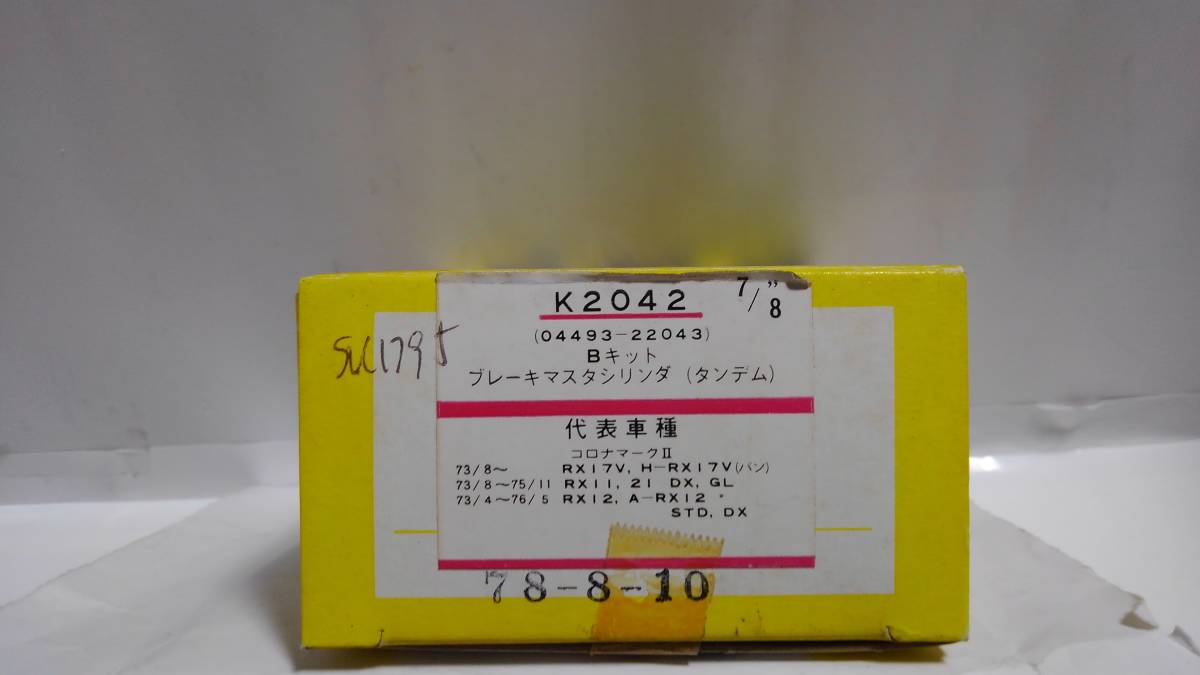 K2042 7/8"
(04493-22043)
Bキット
ブレーキマスタシリンダ (タンデム)
代表車種
コロナマークⅡ
73/8～ RX17V, H-RX17V(バン)
73/8～75/11 RX11, 21 DX, GL
73/4～76/5 RX12, A-RX12 〃
STD, DX
78-8-10